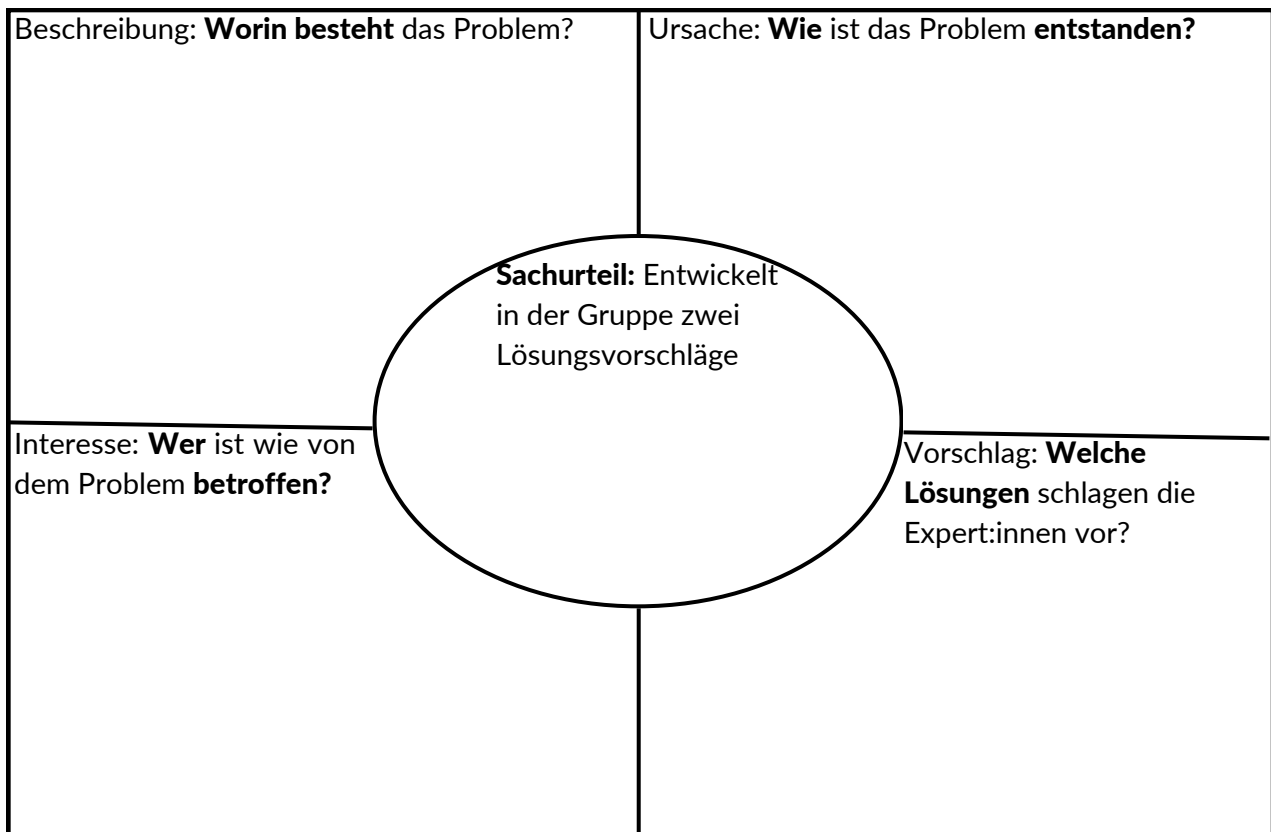 Beschreibung: Worin besteht das Problem?
Ursache: Wie ist das Problem entstanden?
Sachurteil: Entwickelt
in der Gruppe zwei
Lösungsvorschläge
Interesse: Wer ist wie von
dem Problem betroffen?
Vorschlag: Welche
Lösungen schlagen die
Expert:innen vor?